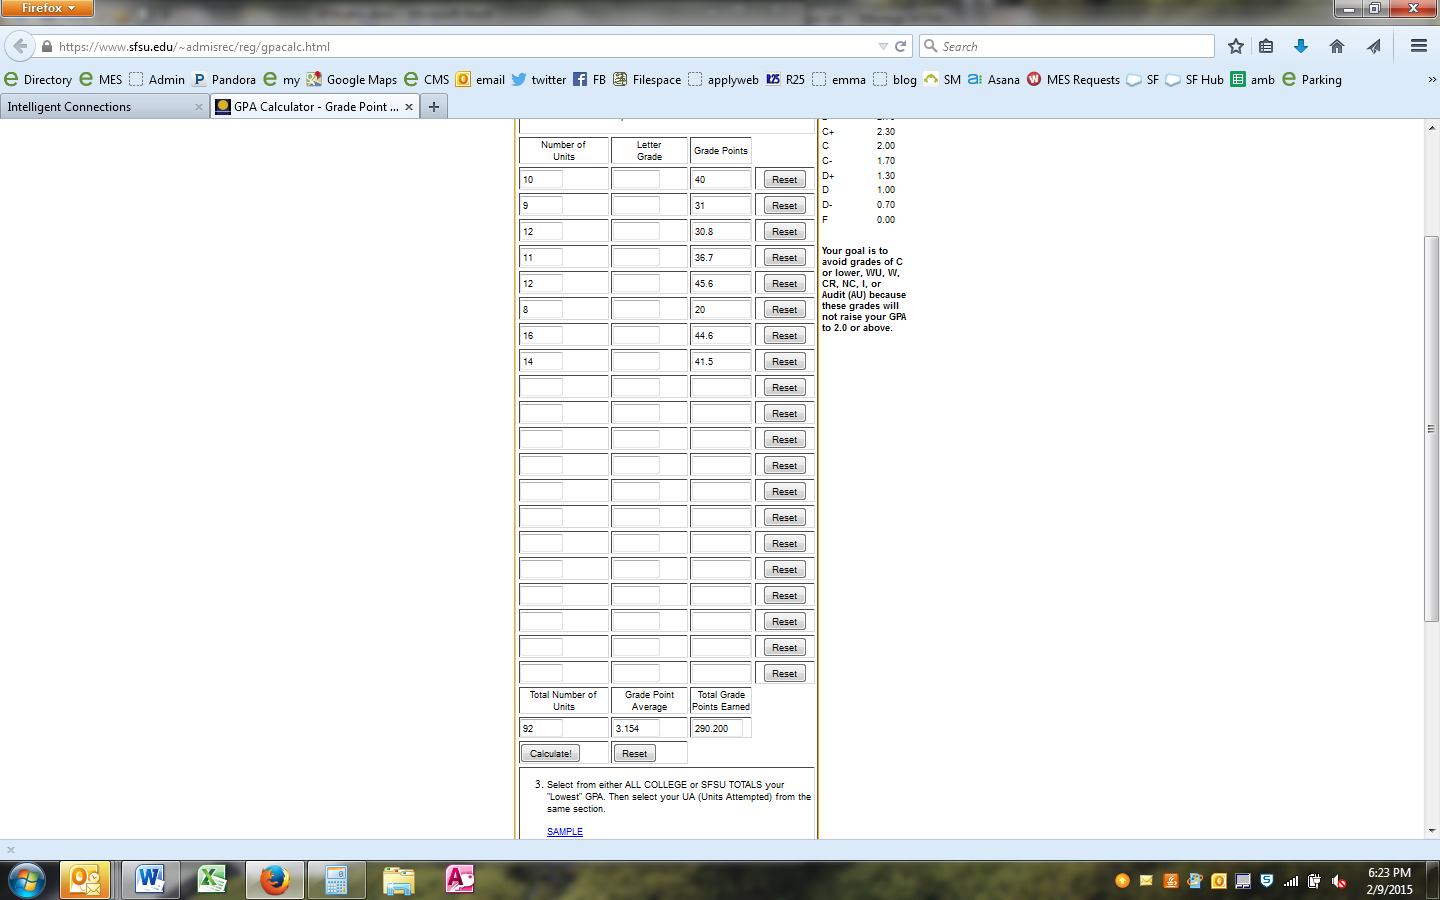 Firefox
https://www.sfsu.edu/~admisrec/reg/gpacalc.html
Search
Directory MES Admin Pandora my Google Maps CMS email twitter FB Filespace applyweb R25 emma blog SM Asana MES Requests SF SF Hub amb Parking »
Intelligent Connections × GPA Calculator - Grade Point ... × +
C+ 2.30
C 2.00
C- 1.70
D+ 1.30
D 1.00
D- 0.70
F 0.00
Your goal is to
avoid grades of C
or lower, WU, W,
CR, NC, I, or
Audit (AU) because
these grades will
not raise your GPA
to 2.0 or above.
Number of
Units
Letter
Grade
Grade Points
10 40 Reset
9 31 Reset
12 30.8 Reset
11 36.7 Reset
12 45.6 Reset
8 20 Reset
16 44.6 Reset
14 41.5 Reset
Reset
Reset
Reset
Reset
Reset
Reset
Reset
Reset
Reset
Reset
Reset
Reset
Total Number of
Units
Grade Point
Average
Total Grade
Points Earned
92 3.154 290.200
Calculate! Reset
3. Select from either ALL COLLEGE or SFSU TOTALS your
"Lowest" GPA. Then select your UA (Units Attempted) from the
same section.
SAMPLE
6:23 PM
2/9/2015